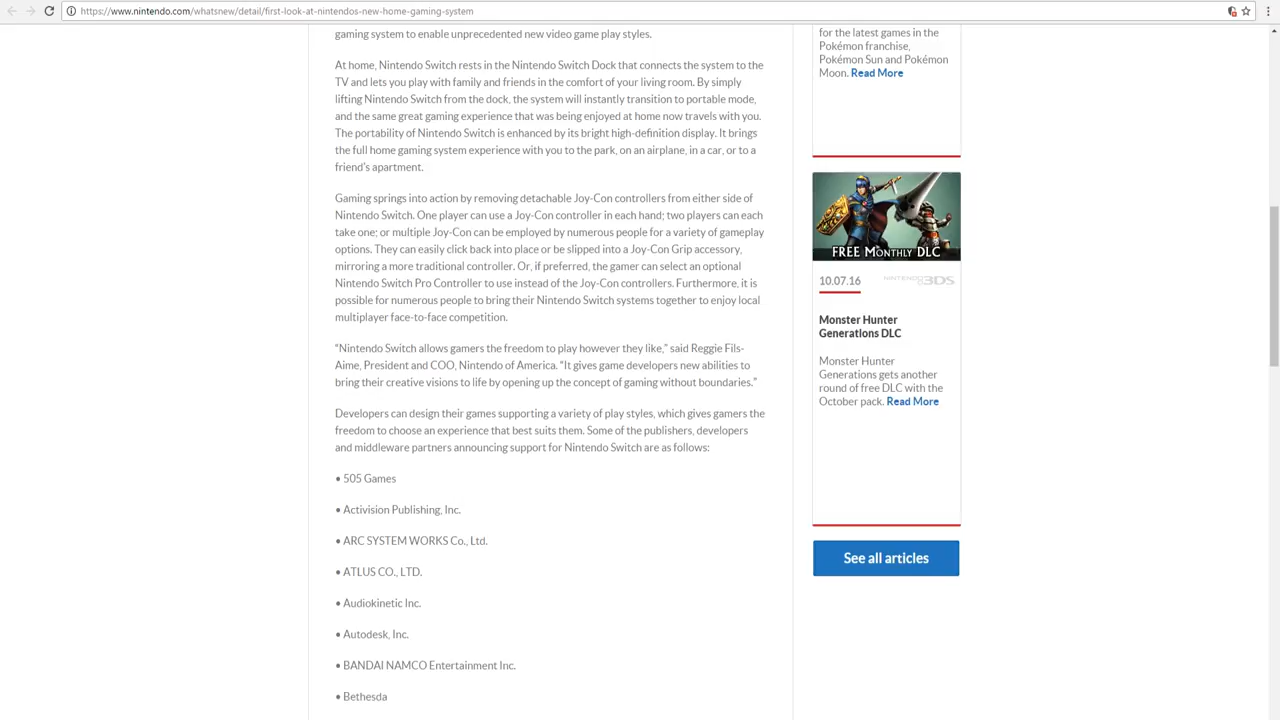 https://www.nintendo.com/whatsnew/detail/first-look-at-nintendos-new-home-gaming-system
gaming system to enable unprecedented new video game play styles.
At home, Nintendo Switch rests in the Nintendo Switch Dock that connects the system to the
TV and lets you play with family and friends in the comfort of your living room. By simply
lifting Nintendo Switch from the dock, the system will instantly transition to portable mode,
and the same great gaming experience that was being enjoyed at home now travels with you.
The portability of Nintendo Switch is enhanced by its bright high-definition display. It brings
the full home gaming system experience with you to the park, on an airplane, in a car, or to a
friend's apartment.
Gaming springs into action by removing detachable Joy-Con controllers from either side of
Nintendo Switch. One player can use a Joy-Con controller in each hand; two players can each
take one; or multiple Joy-Con can be employed by numerous people for a variety of gameplay
options. They can easily click back into place or be slipped into a Joy-Con Grip accessory,
mirroring a more traditional controller. Or, if preferred, the gamer can select an optional
Nintendo Switch Pro Controller to use instead of the Joy-Con controllers. Furthermore, it is
possible for numerous people to bring their Nintendo Switch systems together to enjoy local
multiplayer face-to-face competition.
“Nintendo Switch allows gamers the freedom to play however they like,” said Reggie Fils-
Aime, President and COO, Nintendo of America. “It gives game developers new abilities to
bring their creative visions to life by opening up the concept of gaming without boundaries.”
Developers can design their games supporting a variety of play styles, which gives gamers the
freedom to choose an experience that best suits them. Some of the publishers, developers
and middleware partners announcing support for Nintendo Switch are as follows:
• 505 Games
• Activision Publishing, Inc.
• ARC SYSTEM WORKS Co., Ltd.
• ATLUS CO., LTD.
• Audiokinetic Inc.
• Autodesk, Inc.
• BANDAI NAMCO Entertainment Inc.
• Bethesda
for the latest games in the
Pokémon franchise,
Pokémon Sun and Pokémon
Moon. Read More
FREE MONTHLY DLC
10.07.16
NINTENDO3DS
Monster Hunter
Generations DLC
Monster Hunter
Generations gets another
round of free DLC with the
October pack. Read More
See all articles